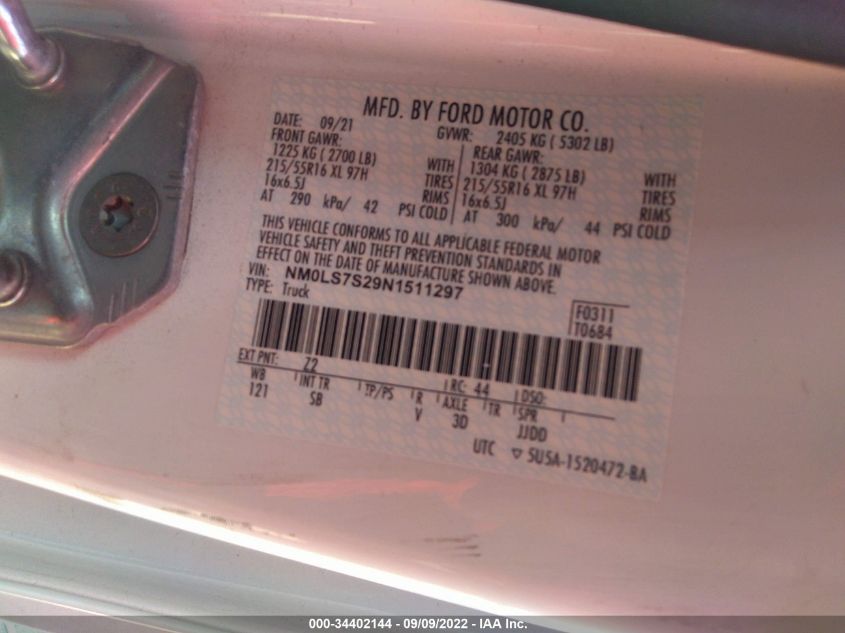 MFD. BY FORD MOTOR CO.
DATE: 09/21 GVWR: 2405 KG ( 5302 LB)
FRONT GAWR: REAR GAWR:
1225 KG ( 2700 LB) WITH 1304 KG ( 2875 LB) WITH
215/55R16 XL 97H TIRES 215/55R16 XL 97H TIRES
16x6.5J RIMS 16x6.5J RIMS
AT 290 kPa/ 42 PSI COLD AT 300 kPa/ 44 PSI COLD
THIS VEHICLE CONFORMS TO ALL APPLICABLE FEDERAL MOTOR
VEHICLE SAFETY AND THEFT PREVENTION STANDARDS IN
EFFECT ON THE DATE OF MANUFACTURE SHOWN ABOVE.
VIN: NM0LS7S29N1511297
TYPE: Truck
F0311
T0684
EXT PNT: Z2 RC: 44 DSO:
WB INT TR TP/PS R AXLE TR SPR
121 SB V 3D JJDD
UTC ▽ 5U5A-1520472-BA
000-34402144 - 09/09/2022 - IAA Inc.